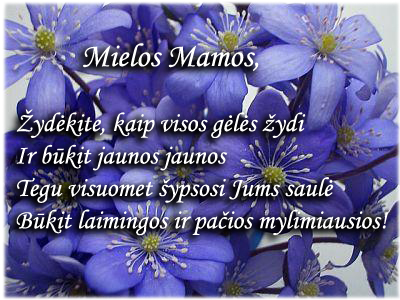 Mielos Mamos,
Žydėkite, kaip visos gėlės žydi
Ir būkit jaunos jaunos
Tegu visuomet šypsosi Jums saulė
Būkit laimingos ir pačios mylimiausios!